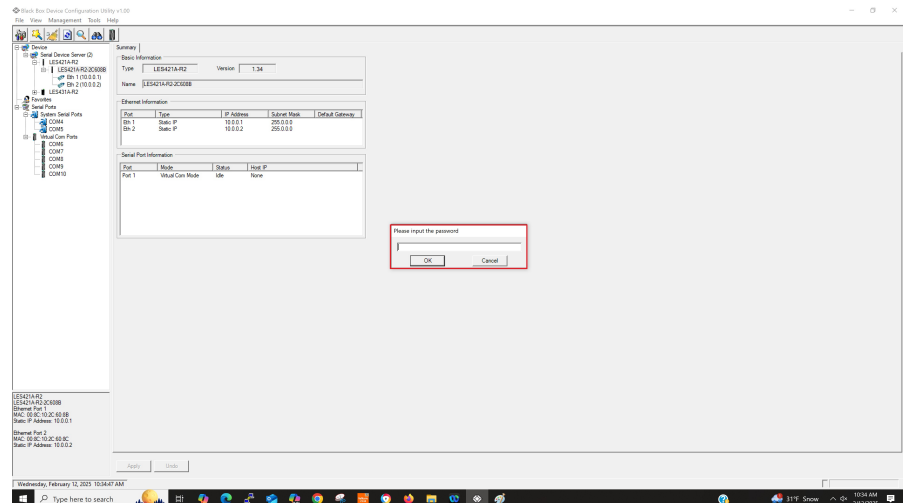 Black Box Device Configuration Utility v1.00
File View Management Tools Help
Device
Serial Device Server (2)
LES421A-R2
LES421A-R2-2C608B
Eth 1 (10.0.0.1)
Eth 2 (10.0.0.2)
LES431A-R2
Favorites
Serial Ports
System Serial Ports
COM4
COM5
Virtual Com Ports
COM6
COM7
COM8
COM9
COM10
Summary
Basic Information
Type LES421A-R2 Version 1.34
Name LES421A-R2-2C608B
Ethernet Information
Port Type IP Address Subnet Mask Default Gateway
Eth 1 Static IP 10.0.0.1 255.0.0.0
Eth 2 Static IP 10.0.0.2 255.0.0.0
Serial Port Information
Port Mode Status Host IP
Port 1 Virtual Com Mode Idle None
Please input the password
OK Cancel
LES421A-R2
LES421A-R2-2C608B
Ethernet Port 1
MAC: 00:8C:10:2C:60:8B
Static IP Address: 10.0.0.1
Ethernet Port 2
MAC: 00:8C:10:2C:60:8C
Static IP Address: 10.0.0.2
Apply Undo
Wednesday, February 12, 2025 10:34:47 AM
Type here to search
31°F Snow
10:34 AM
2/12/2025